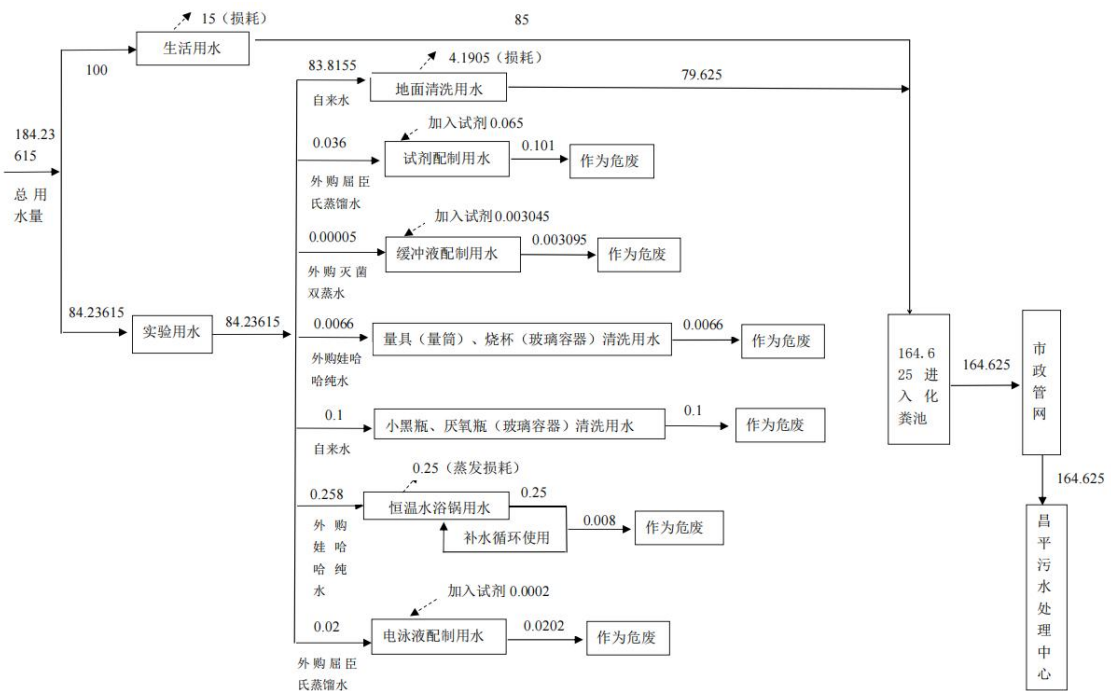 15（损耗）
85
生活用水
100
83.8155
4.1905（损耗）
79.625
地面清洗用水
自来水
184.23
615
总 用
水量
加入试剂 0.065
0.036
试剂配制用水
0.101
作为危废
外购屈臣
氏蒸馏水
加入试剂 0.003045
0.00005
缓冲液配制用水
0.003095
作为危废
外购灭菌
双蒸水
84.23615
实验用水
84.23615
0.0066
量具（量筒）、烧杯（玻璃容器）清洗用水
0.0066
作为危废
外购娃哈
哈纯水
164.6
25 进
入 化
粪池
164.625
市
政
管
网
0.1
小黑瓶、厌氧瓶（玻璃容器）清洗用水
0.1
作为危废
自来水
0.25（蒸发损耗）
0.258
恒温水浴锅用水
0.25
补水循环使用
0.008
作为危废
外 购
娃 哈
哈 纯
水
164.625
昌
平
污
水
处
理
中
心
加入试剂 0.0002
0.02
电泳液配制用水
0.0202
作为危废
外购屈臣
氏蒸馏水